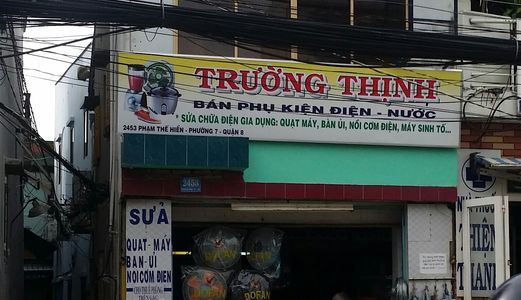 TRƯỜNG THỊNH
BÁN PHỤ KIỆN ĐIỆN - NƯỚC
SỬA CHỮA ĐIỆN GIA DỤNG: QUẠT MÁY, BÀN ỦI, NỒI CƠM ĐIỆN, MÁY SINH TỐ...
2453 PHẠM THẾ HIỂN - PHƯỜNG 7 - QUẬN 8
2453
SỬA
QUẠT-MÁY
BÀN-ỦI
NỒI CƠM ĐIỆN
THIÊN
THANH